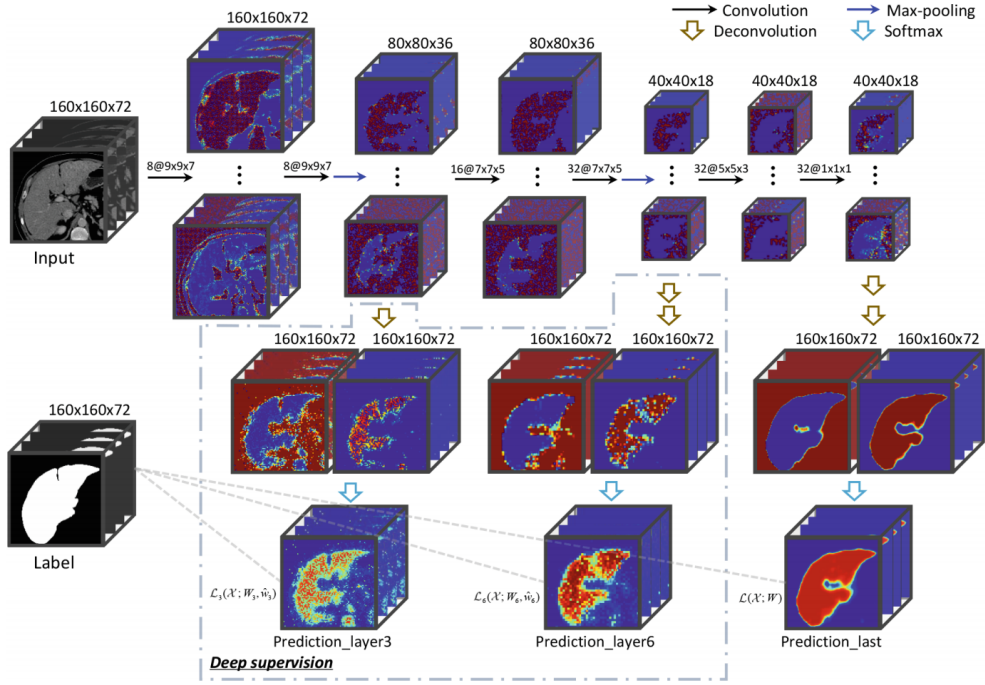 Convolution
Max-pooling
Deconvolution
Softmax
160x160x72
80x80x36
80x80x36
40x40x18
40x40x18
40x40x18
160x160x72
8@9x9x7
8@9x9x7
16@7x7x5
32@7x7x5
32@5x5x3
32@1x1x1
Input
160x160x72
160x160x72
160x160x72
160x160x72
160x160x72
160x160x72
160x160x72
Label
ℒ₃(𝒳; W₃, ŵ₃)
ℒ₆(𝒳; W₆, ŵ₆)
ℒ(𝒳; W)
Prediction_layer3
Prediction_layer6
Prediction_last
Deep supervision